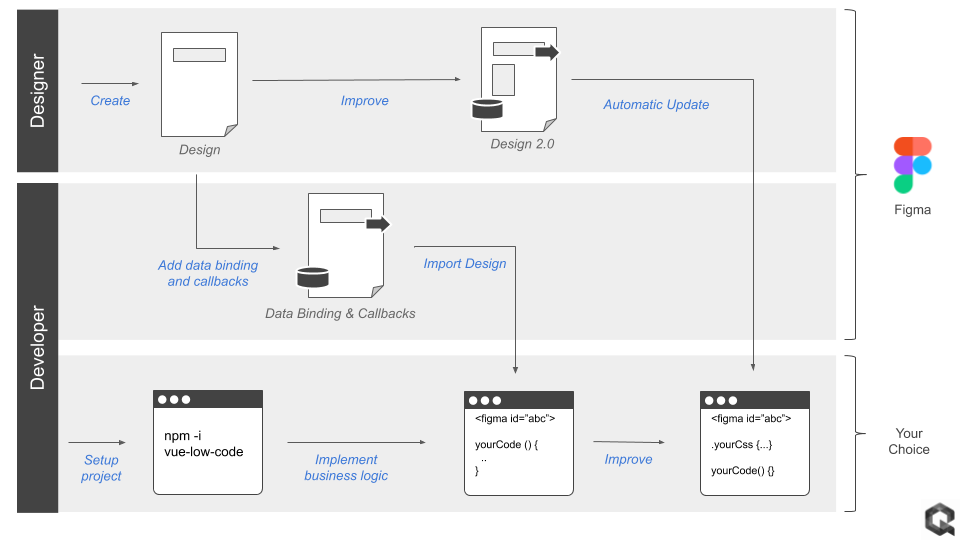 Designer
Create
Design
Improve
Design 2.0
Automatic Update
Figma
Developer
Add data binding
and callbacks
Data Binding & Callbacks
Import Design
Setup
project
npm -i
vue-low-code
Implement
business logic
<figma id="abc">
yourCode () {
..
}
Improve
<figma id="abc">
.yourCss {...}
yourCode() {}
Your
Choice